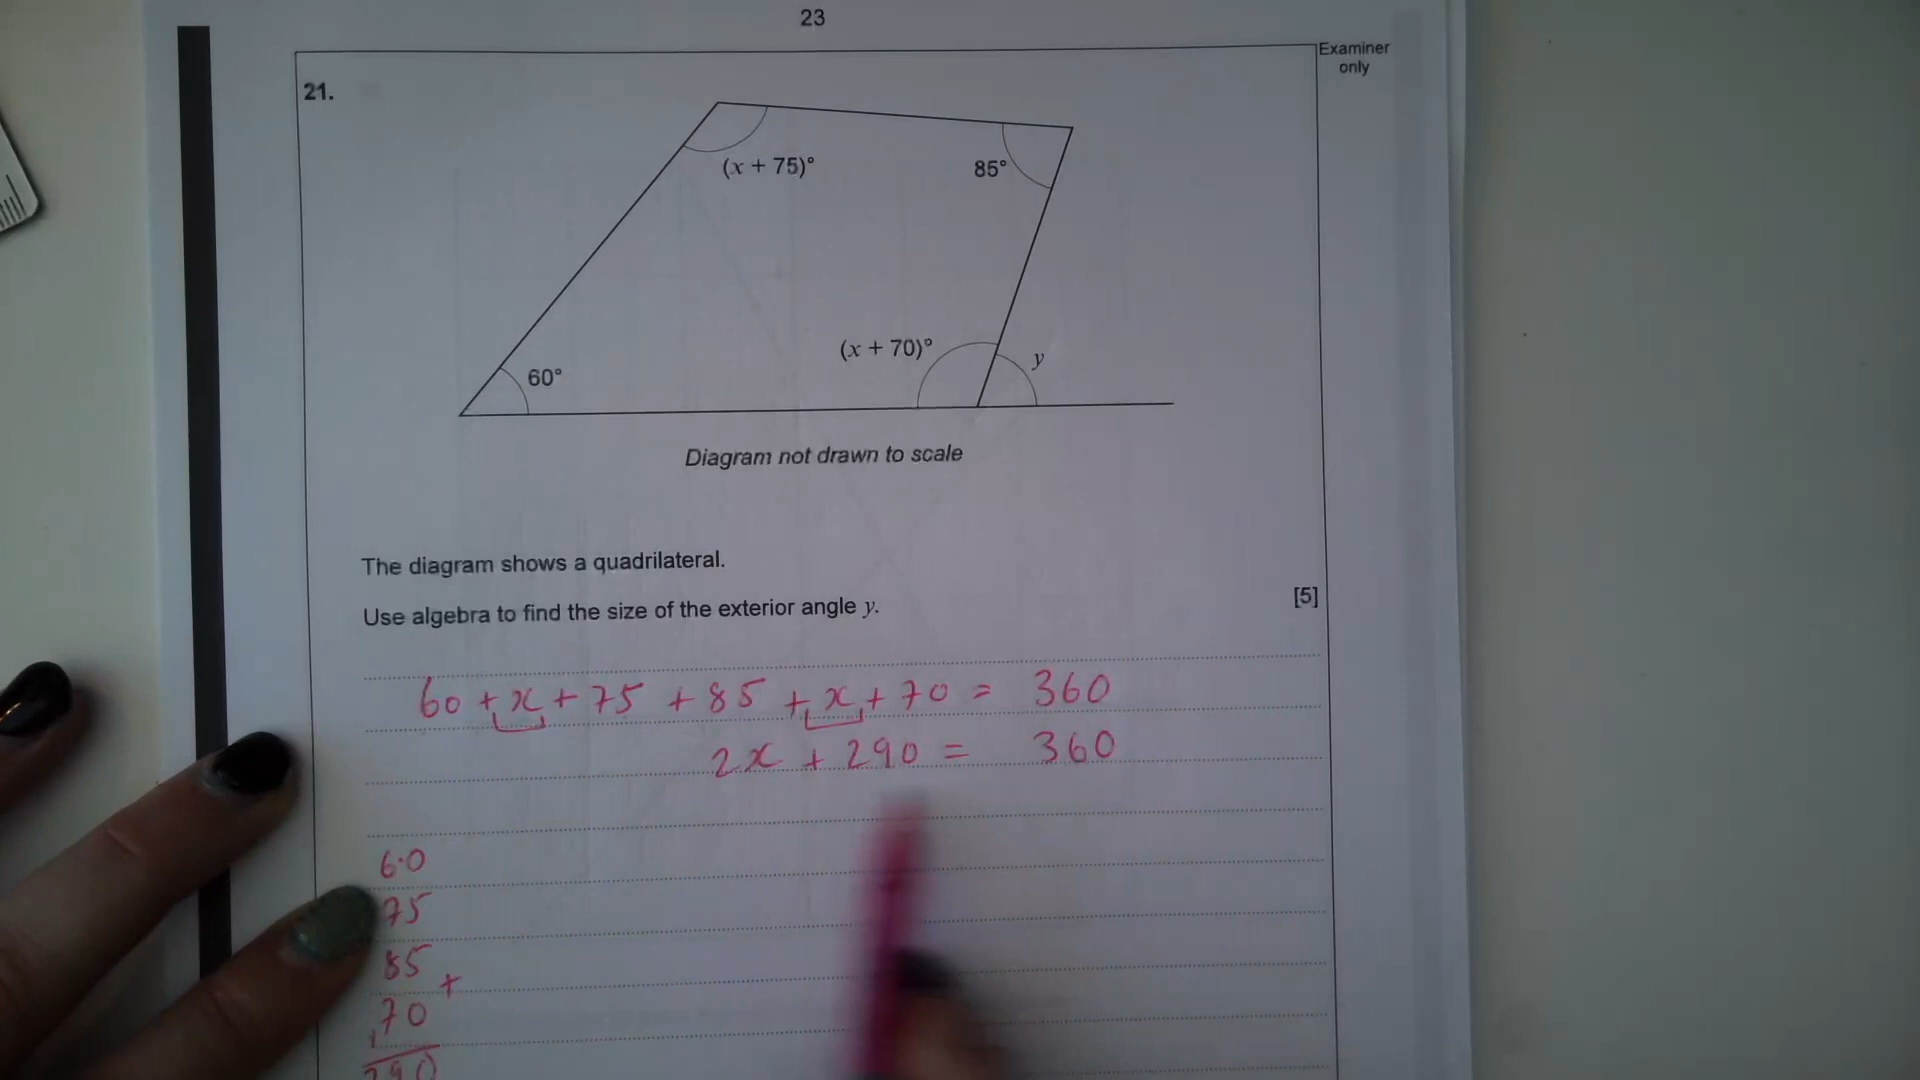 23
Examiner
only
21.
(x + 75)°
85°
(x + 70)°
y
60°
Diagram not drawn to scale
The diagram shows a quadrilateral.
Use algebra to find the size of the exterior angle y.
[5]
60 + x + 75 + 85 + x + 70 = 360
2x + 290 = 360
60
75
85
+
70
290